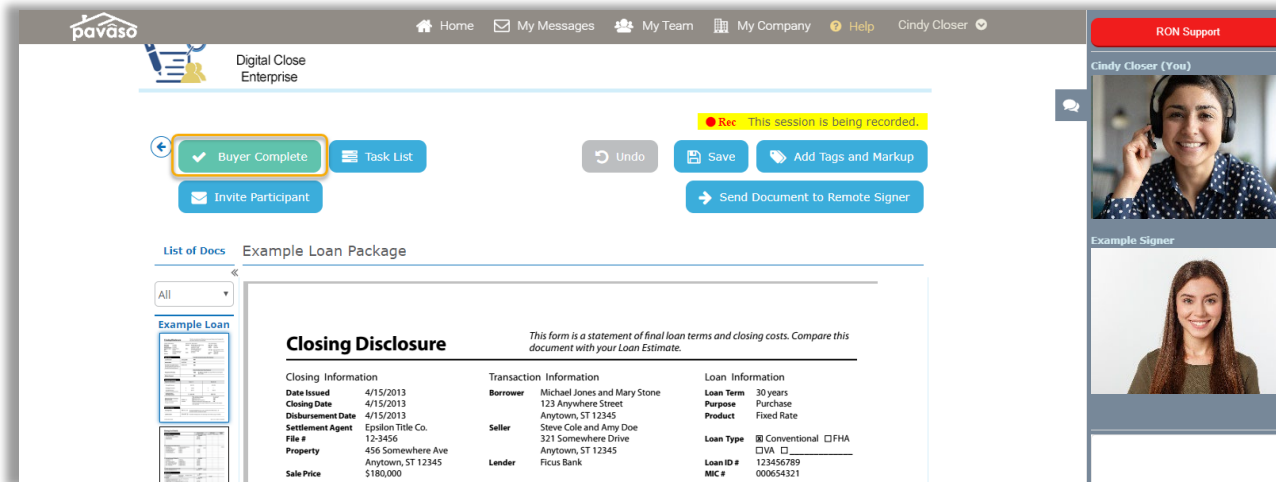 pavaso
Home My Messages My Team My Company ? Help Cindy Closer
RON Support
Digital Close
Enterprise
Cindy Closer (You)
Rec This session is being recorded.
Buyer Complete Task List Undo Save Add Tags and Markup
Invite Participant Send Document to Remote Signer
Example Signer
List of Docs Example Loan Package
«
All
Example Loan
Closing Disclosure
This form is a statement of final loan terms and closing costs. Compare this
document with your Loan Estimate.
Closing Information Transaction Information Loan Information
Date Issued 4/15/2013 Borrower Michael Jones and Mary Stone Loan Term 30 years
Closing Date 4/15/2013 123 Anywhere Street Purpose Purchase
Disbursement Date 4/15/2013 Anytown, ST 12345 Product Fixed Rate
Settlement Agent Epsilon Title Co. Seller Steve Cole and Amy Doe
File # 12-3456 321 Somewhere Drive Loan Type ☒ Conventional ☐ FHA
Property 456 Somewhere Ave Anytown, ST 12345 ☐ VA ☐ _____________
Anytown, ST 12345 Lender Ficus Bank Loan ID # 123456789
Sale Price $180,000 MIC # 000654321